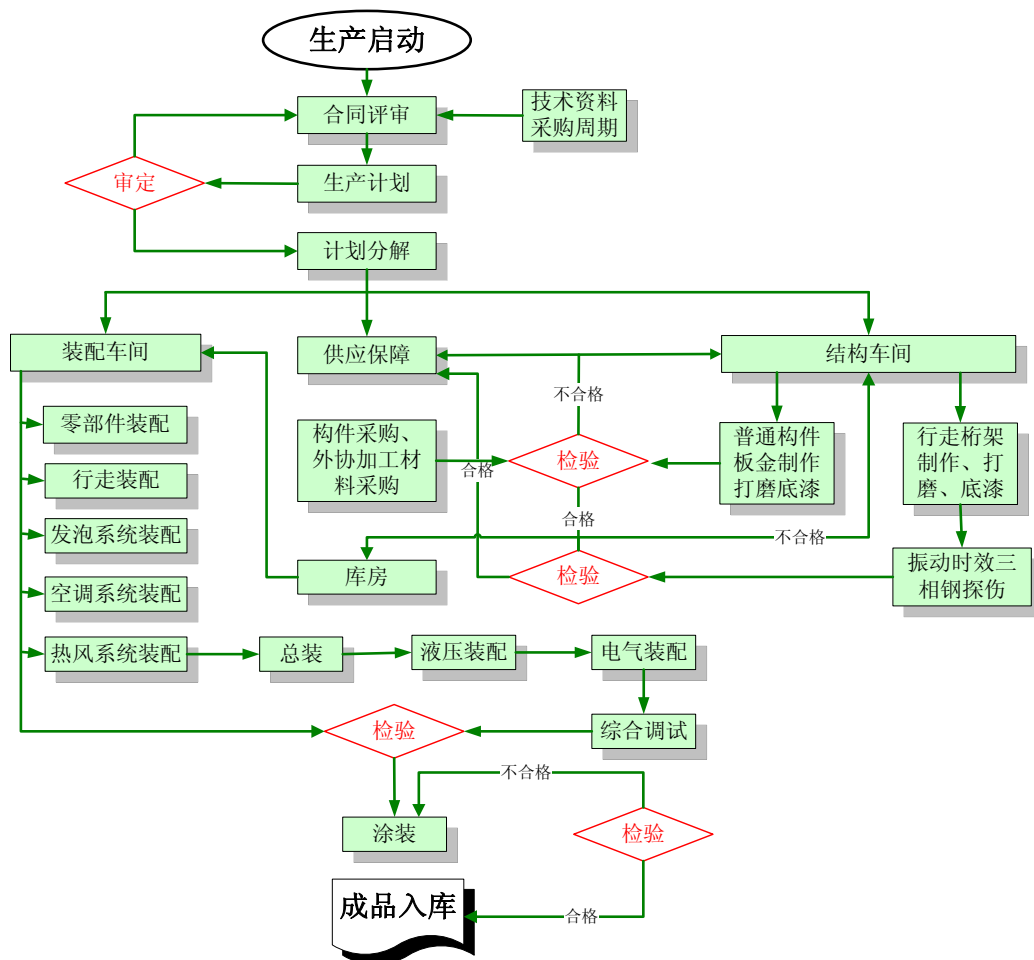 生产启动
合同评审
技术资料
采购周期
审定
生产计划
计划分解
装配车间
供应保障
结构车间
不合格
零部件装配
构件采购、
外协加工材
料采购
检验
普通构件
板金制作
打磨底漆
行走桁架
制作、打
磨、底漆
行走装配
合格
合格
发泡系统装配
不合格
空调系统装配
库房
检验
振动时效三
相钢探伤
热风系统装配
总装
液压装配
电气装配
检验
综合调试
不合格
涂装
检验
成品入库
合格